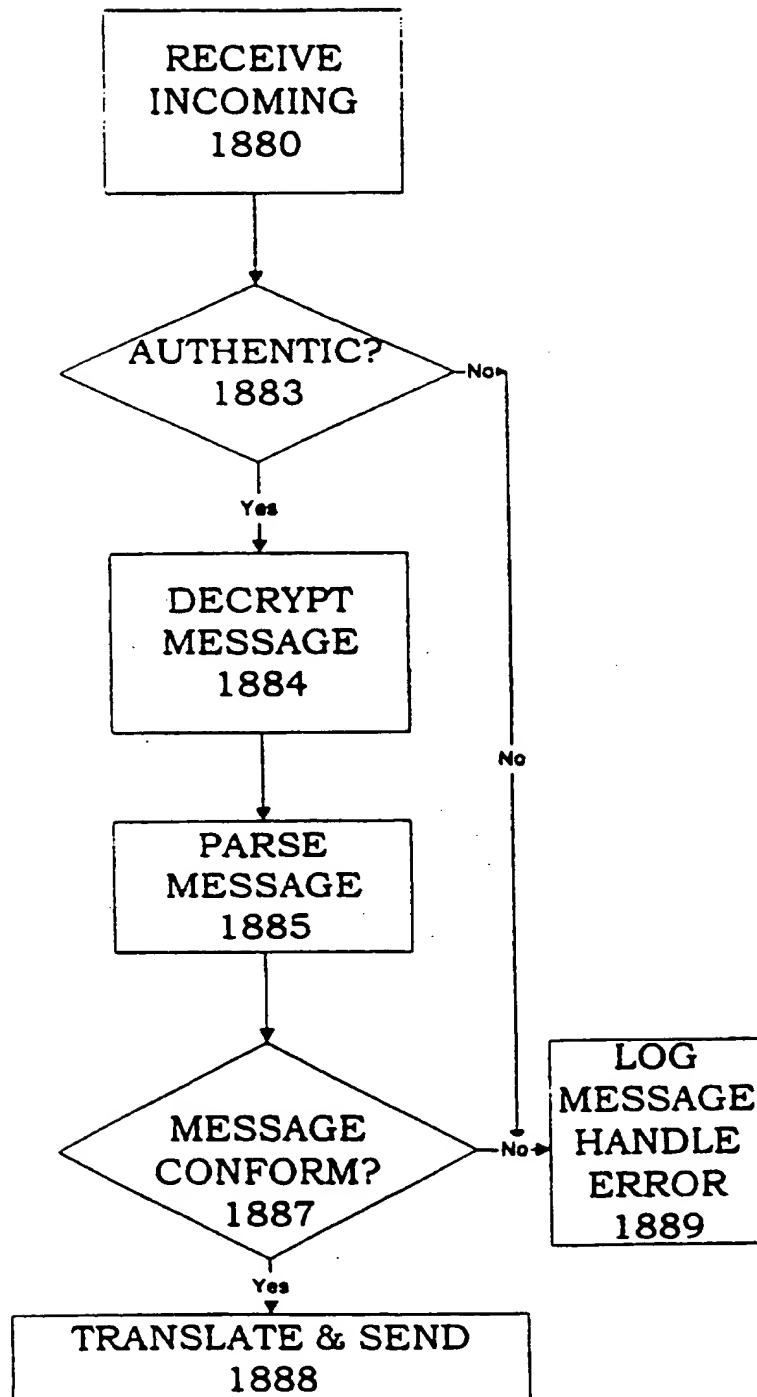 RECEIVE
INCOMING
1880
AUTHENTIC?
1883
No
Yes
DECRYPT
MESSAGE
1884
No
PARSE
MESSAGE
1885
MESSAGE
CONFORM?
1887
No
LOG
MESSAGE
HANDLE
ERROR
1889
Yes
TRANSLATE & SEND
1888